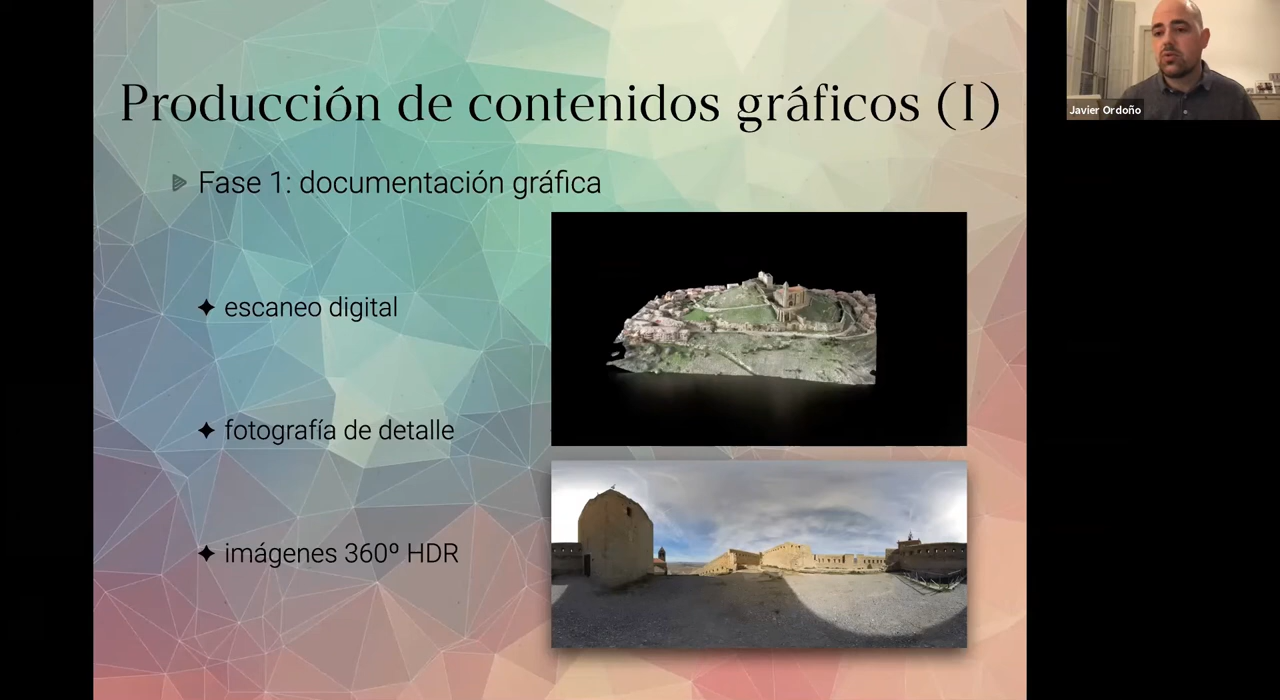 Producción de contenidos gráficos (I)
Fase 1: documentación gráfica
escaneo digital
fotografía de detalle
imágenes 360º HDR
Javier Ordoño